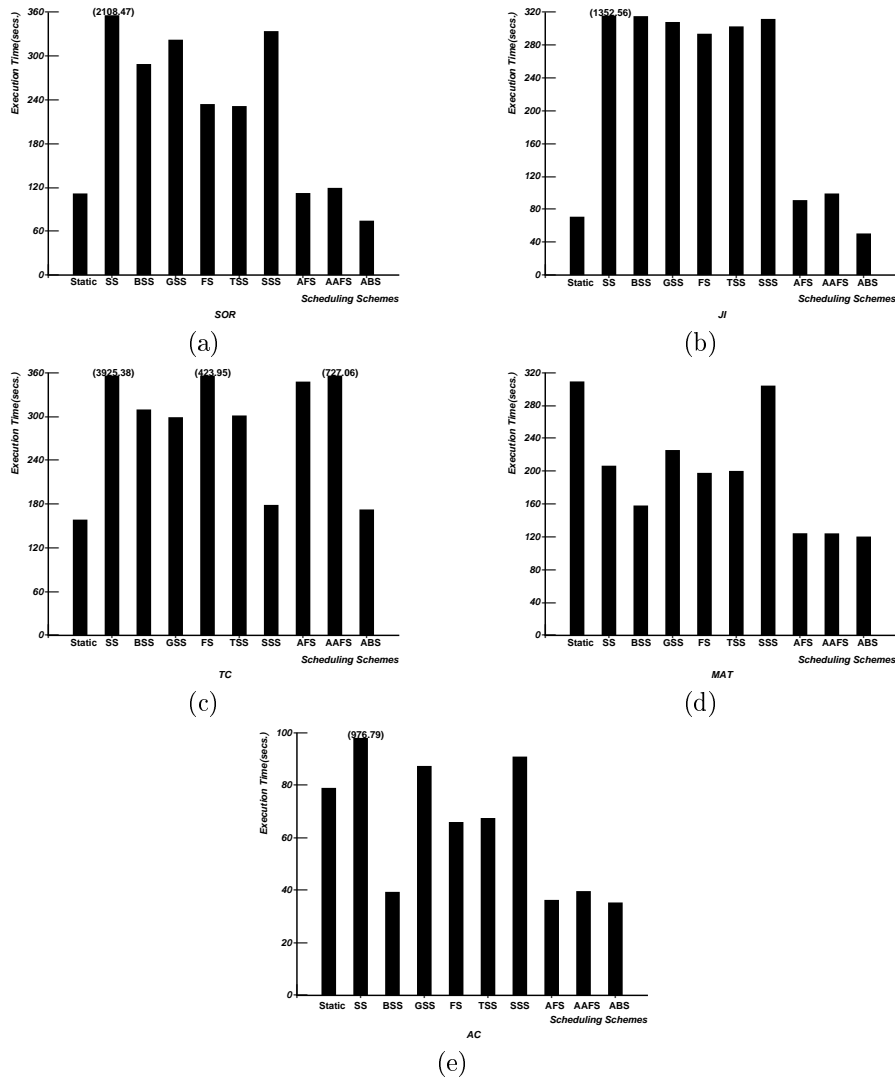 Execution Time(secs.)
360
300
240
180
120
60
0
(2108.47)
Static SS BSS GSS FS TSS SSS AFS AAFS ABS
Scheduling Schemes
SOR
(a)
Execution Time(secs.)
320
280
240
200
160
120
80
40
0
(1352.56)
Static SS BSS GSS FS TSS SSS AFS AAFS ABS
Scheduling Schemes
JI
(b)
Execution Time(secs.)
360
300
240
180
120
60
0
(3925.38) (423.95) (727.06)
Static SS BSS GSS FS TSS SSS AFS AAFS ABS
Scheduling Schemes
TC
(c)
Execution Time(secs.)
320
280
240
200
160
120
80
40
0
Static SS BSS GSS FS TSS SSS AFS AAFS ABS
Scheduling Schemes
MAT
(d)
Execution Time(secs.)
100
80
60
40
20
0
(976.79)
Static SS BSS GSS FS TSS SSS AFS AAFS ABS
Scheduling Schemes
AC
(e)